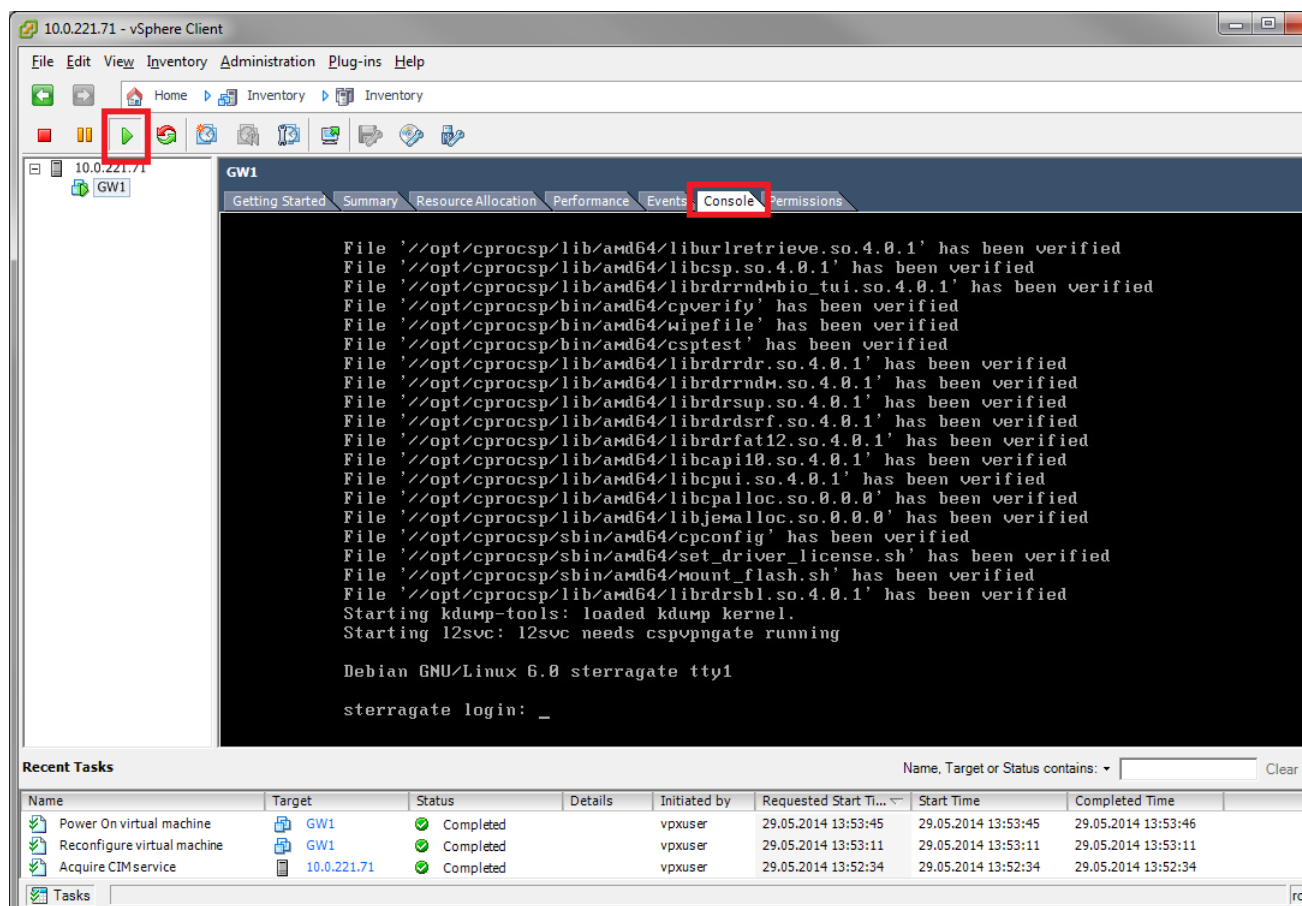 10.0.221.71 - vSphere Client
File Edit View Inventory Administration Plug-ins Help
Home Inventory Inventory
10.0.221.71
GW1
GW1
Getting Started Summary Resource Allocation Performance Events Console Permissions
File '//opt/cprocsp/lib/amd64/liburlretrieve.so.4.0.1' has been verified
File '//opt/cprocsp/lib/amd64/libcsp.so.4.0.1' has been verified
File '//opt/cprocsp/lib/amd64/librdrrndmbio_tui.so.4.0.1' has been verified
File '//opt/cprocsp/bin/amd64/cpverify' has been verified
File '//opt/cprocsp/bin/amd64/wipefile' has been verified
File '//opt/cprocsp/bin/amd64/csptest' has been verified
File '//opt/cprocsp/lib/amd64/librdrrdr.so.4.0.1' has been verified
File '//opt/cprocsp/lib/amd64/librdrrndm.so.4.0.1' has been verified
File '//opt/cprocsp/lib/amd64/librdrsup.so.4.0.1' has been verified
File '//opt/cprocsp/lib/amd64/librdrdsrf.so.4.0.1' has been verified
File '//opt/cprocsp/lib/amd64/librdrfat12.so.4.0.1' has been verified
File '//opt/cprocsp/lib/amd64/libcapi10.so.4.0.1' has been verified
File '//opt/cprocsp/lib/amd64/libcpui.so.4.0.1' has been verified
File '//opt/cprocsp/lib/amd64/libcpalloc.so.0.0.0' has been verified
File '//opt/cprocsp/lib/amd64/libjemalloc.so.0.0.0' has been verified
File '//opt/cprocsp/sbin/amd64/cpconfig' has been verified
File '//opt/cprocsp/sbin/amd64/set_driver_license.sh' has been verified
File '//opt/cprocsp/sbin/amd64/mount_flash.sh' has been verified
File '//opt/cprocsp/lib/amd64/librdrsbl.so.4.0.1' has been verified
Starting kdump-tools: loaded kdump kernel.
Starting l2svc: l2svc needs cspvpngate running
Debian GNU/Linux 6.0 sterragate tty1
sterragate login: _
Recent Tasks Name, Target or Status contains: Clear
Name Target Status Details Initiated by Requested Start Ti... Start Time Completed Time
Power On virtual machine GW1 Completed vpxuser 29.05.2014 13:53:45 29.05.2014 13:53:45 29.05.2014 13:53:46
Reconfigure virtual machine GW1 Completed vpxuser 29.05.2014 13:53:11 29.05.2014 13:53:11 29.05.2014 13:53:11
Acquire CIM service 10.0.221.71 Completed vpxuser 29.05.2014 13:52:34 29.05.2014 13:52:34 29.05.2014 13:52:34
Tasks